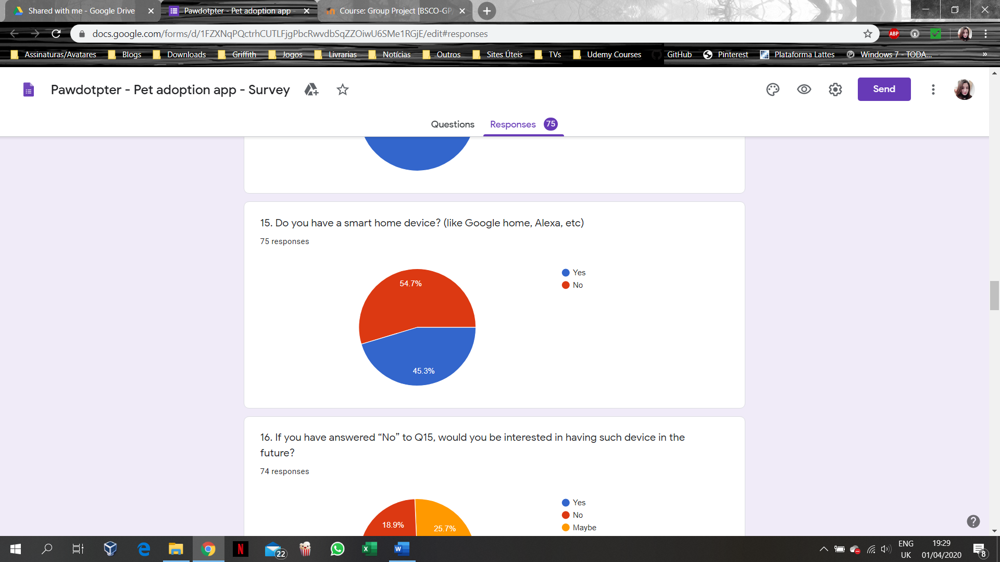 Shared with me - Google Drive
Pawdotpter - Pet adoption app -
Course: Group Project [BSCO-GP
docs.google.com/forms/d/1FZXNqPQctrhCUTLFjgPbcRwvdbSqZZOiwU6SMe1RGjE/edit#responses
ABP
Assinaturas/Avatares Blogs Downloads Griffith Jogos Livrarias Notícias Outros Sites Úteis TVs Udemy Courses GitHub Pinterest Plataforma Lattes Windows 7 - TODA... »
Pawdotpter - Pet adoption app - Survey
Send
Questions Responses 75
15. Do you have a smart home device? (like Google home, Alexa, etc)
75 responses
54.7%
45.3%
Yes
No
16. If you have answered “No” to Q15, would you be interested in having such device in the
future?
74 responses
18.9%
25.7%
Yes
No
Maybe
22
ENG
UK
19:29
01/04/2020
8